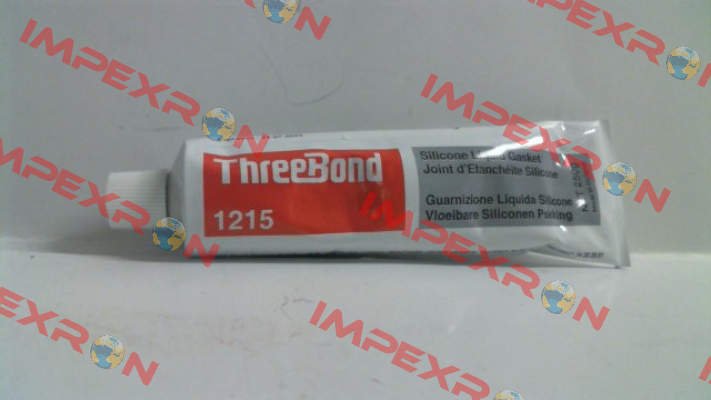 ThreeBond
1215
Silicone Liquid Gasket
Joint d'Etanchéite Silicone
Guarnizione Liquida Silicone
Vloeibare Siliconen Pakking
IMPEXRON
IMPEXRON
IMPEXRON
IMPEXRON
IMPEXRON
IMPEXRON
IMPEXRON